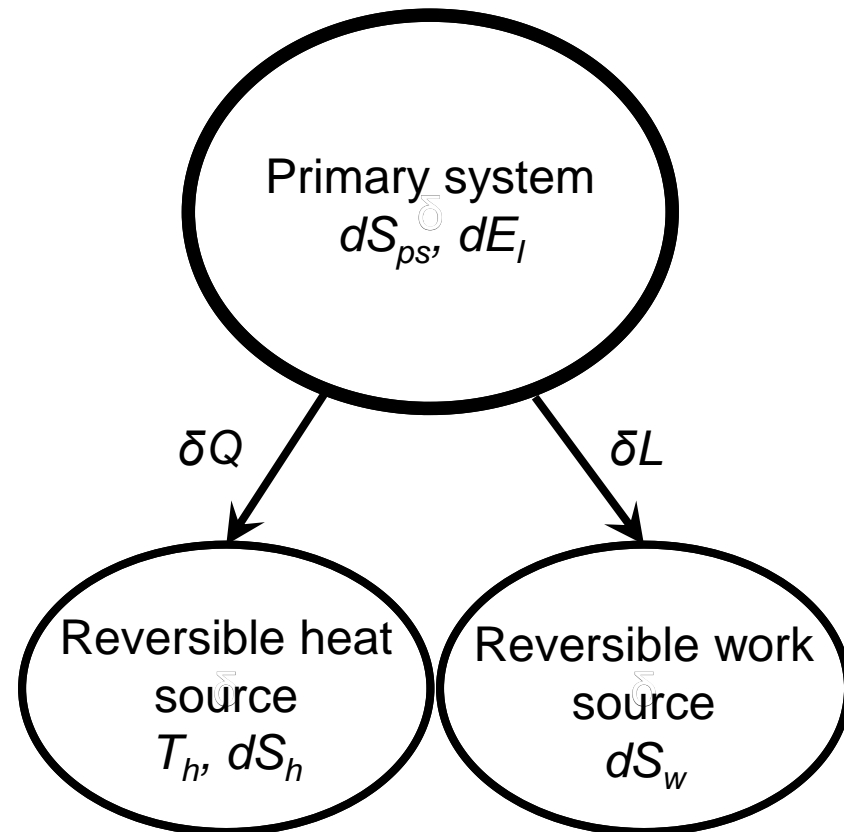 Primary system
δ
dS_ps, dE_I
δQ
δL
Reversible heat
source
δ
T_h, dS_h
Reversible work
source
δ
dS_w